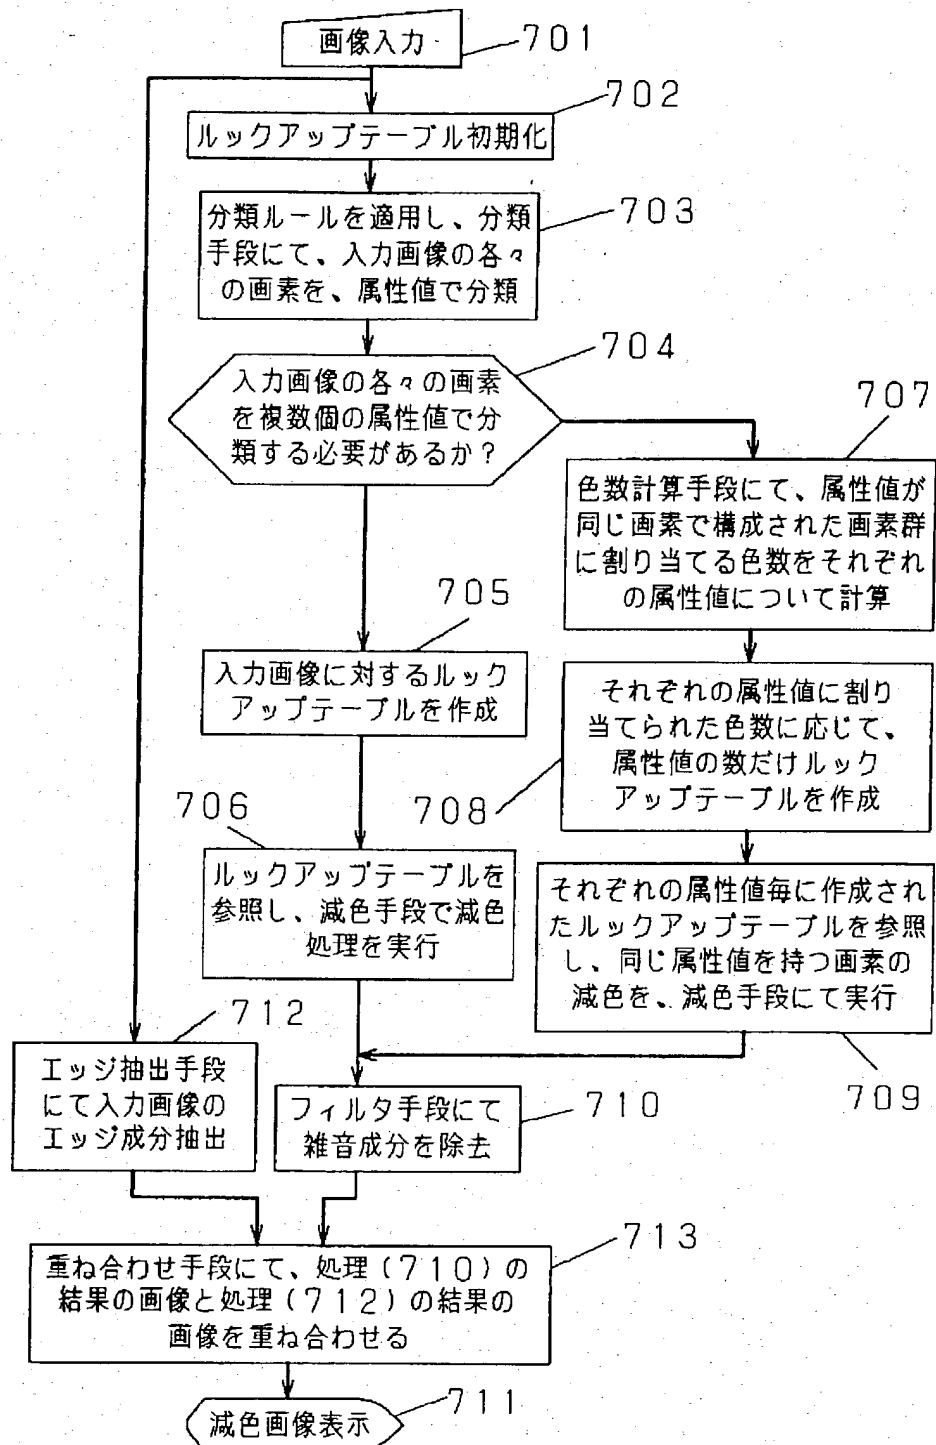 画像入力
701
702
ルックアップテーブル初期化
703
分類ルールを適用し、分類
手段にて、入力画像の各々
の画素を、属性値で分類
704
入力画像の各々の画素
を複数個の属性値で分
類する必要があるか？
707
色数計算手段にて、属性値が
同じ画素で構成された画素群
に割り当てる色数をそれぞれ
の属性値について計算
705
入力画像に対するルック
アップテーブルを作成
それぞれの属性値に割り
当てられた色数に応じて、
属性値の数だけルック
アップテーブルを作成
708
706
ルックアップテーブルを
参照し、減色手段で減色
処理を実行
それぞれの属性値毎に作成され
たルックアップテーブルを参照
し、同じ属性値を持つ画素の
減色を、減色手段にて実行
709
712
エッジ抽出手段
にて入力画像の
エッジ成分抽出
フィルタ手段にて
雑音成分を除去
710
713
重ね合わせ手段にて、処理（710）の
結果の画像と処理（712）の結果の
画像を重ね合わせる
711
減色画像表示